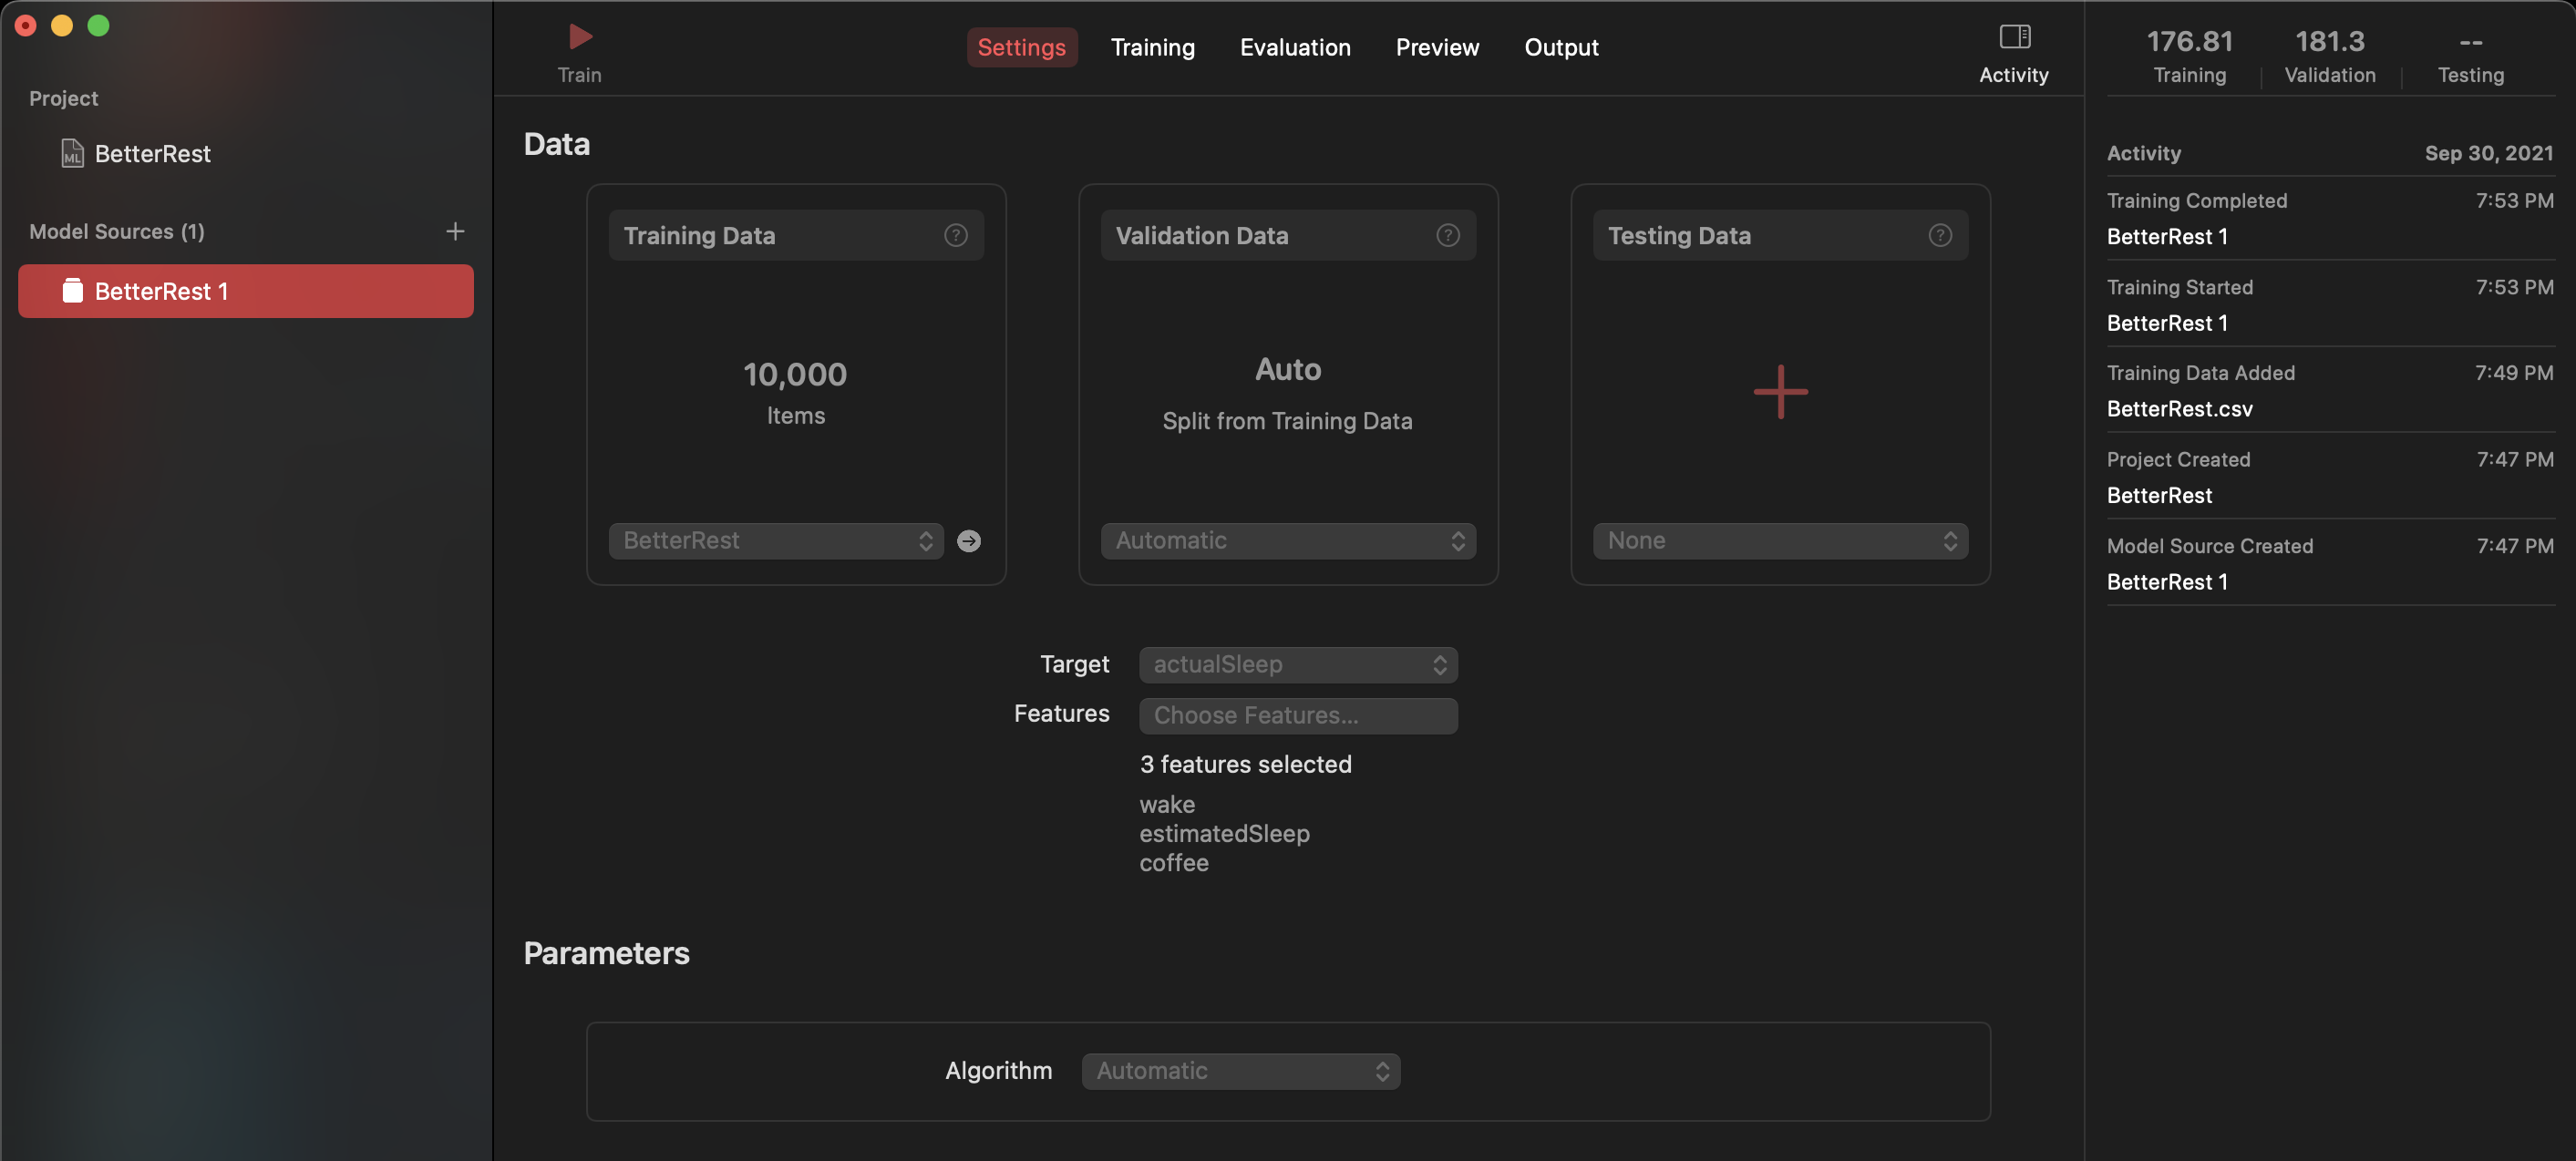 Project
ML
BetterRest
Model Sources (1)
BetterRest 1
Train
Settings
Training
Evaluation
Preview
Output
Activity
Data
Training Data ?
10,000
Items
BetterRest
Validation Data ?
Auto
Split from Training Data
Automatic
Testing Data ?
None
Target actualSleep
Features Choose Features...
3 features selected
wake
estimatedSleep
coffee
Parameters
Algorithm Automatic
176.81 181.3 --
Training Validation Testing
Activity Sep 30, 2021
Training Completed 7:53 PM
BetterRest 1
Training Started 7:53 PM
BetterRest 1
Training Data Added 7:49 PM
BetterRest.csv
Project Created 7:47 PM
BetterRest
Model Source Created 7:47 PM
BetterRest 1